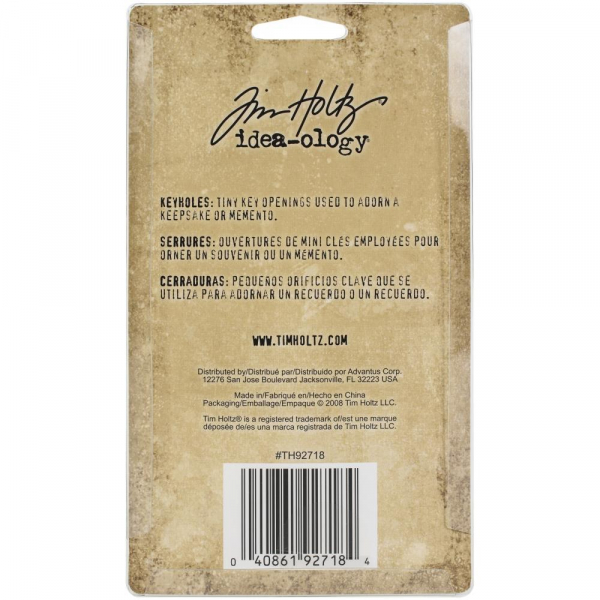 Tim Holtz
idea-ology
KEYHOLES: TINY KEY OPENINGS USED TO ADORN A
KEEPSAKE OR MEMENTO.
SERRURES: OUVERTURES DE MINI CLÉS EMPLOYÉES POUR
ORNER UN SOUVENIR OU UN MÉMENTO.
CERRADURAS: PEQUEÑOS ORIFICIOS CLAVE QUE SE
UTILIZA PARA ADORNAR UN RECUERDO O UN RECUERDO.
WWW.TIMHOLTZ.COM
Distributed by/Distribué par/Distribuido por Advantus Corp.
12276 San Jose Boulevard Jacksonville, FL 32223 USA
Made in/Fabriqué en/Hecho en China
Packaging/Emballage/Empaque © 2008 Tim Holtz LLC.
Tim Holtz® is a registered trademark of/est une marque
déposée de/es una marca registrada de Tim Holtz LLC.
#TH92718
0 40861 92718 4